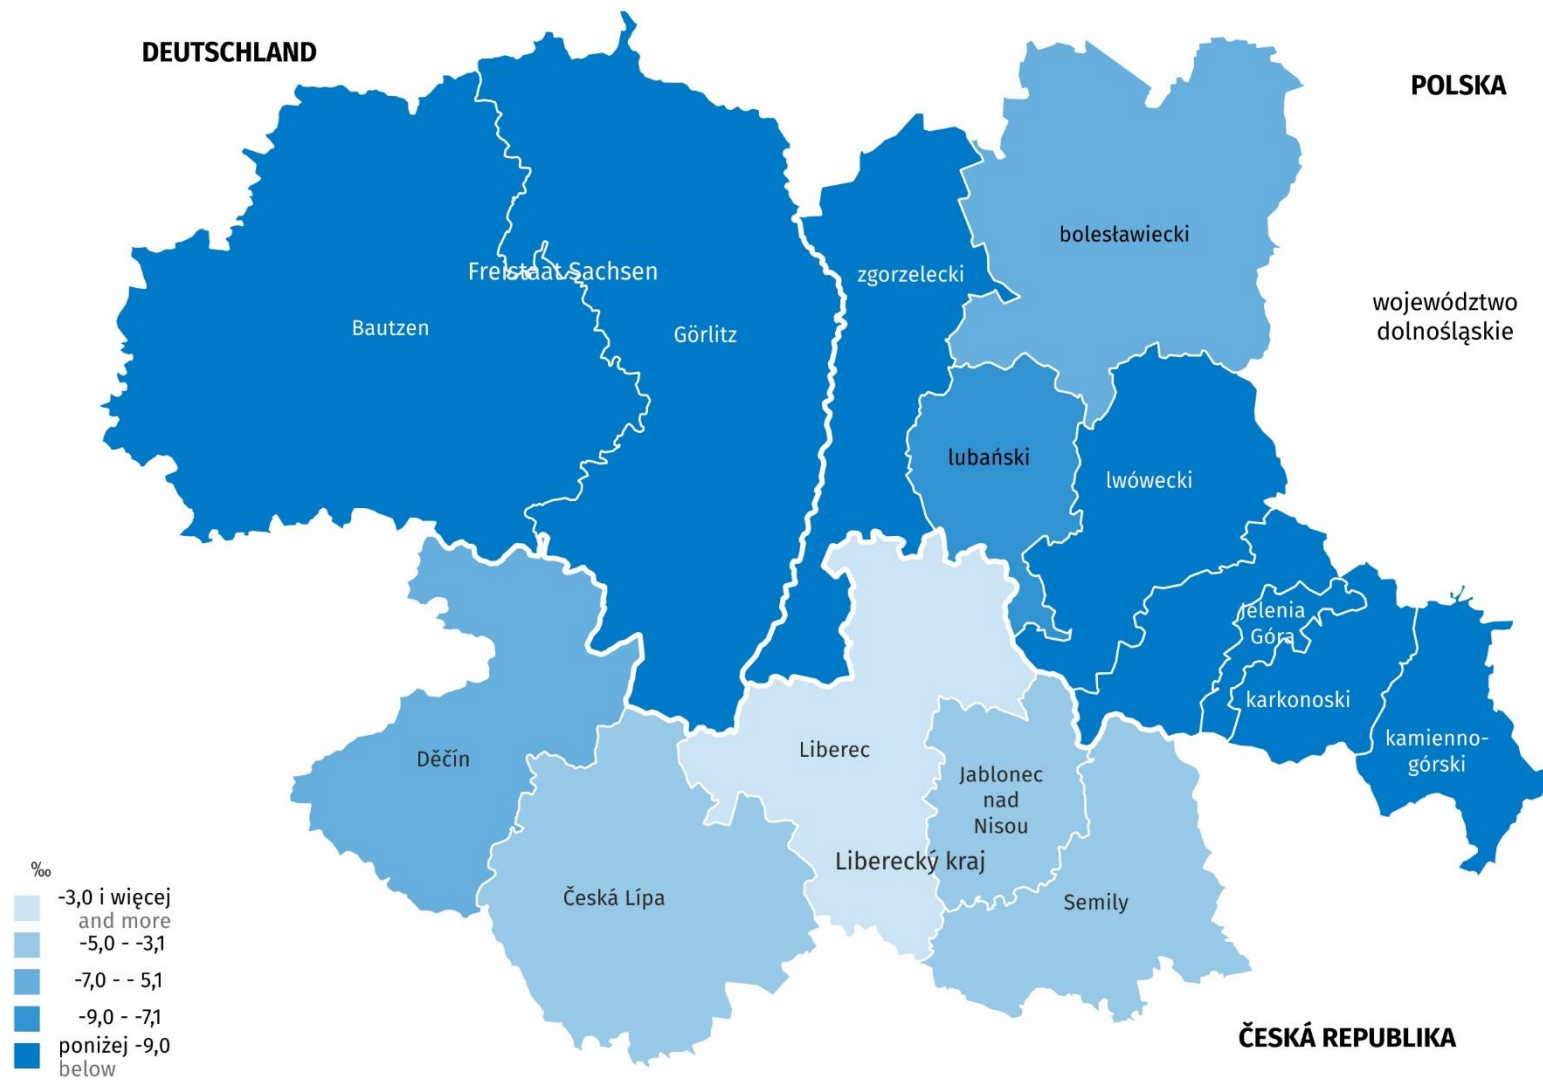 DEUTSCHLAND
POLSKA
bolesławiecki
Freistaat Sachsen
zgorzelecki
województwo
dolnośląskie
Bautzen
Görlitz
lubański
lwówecki
Jelenia
Góra
karkonoski
kamienno-
górski
Děčín
Liberec
Jablonec
nad
Nisou
Liberecký kraj
Česká Lípa
Semily
‰
-3,0 i więcej
and more
-5,0 - -3,1
-7,0 - - 5,1
-9,0 - -7,1
poniżej -9,0
below
ČESKÁ REPUBLIKA